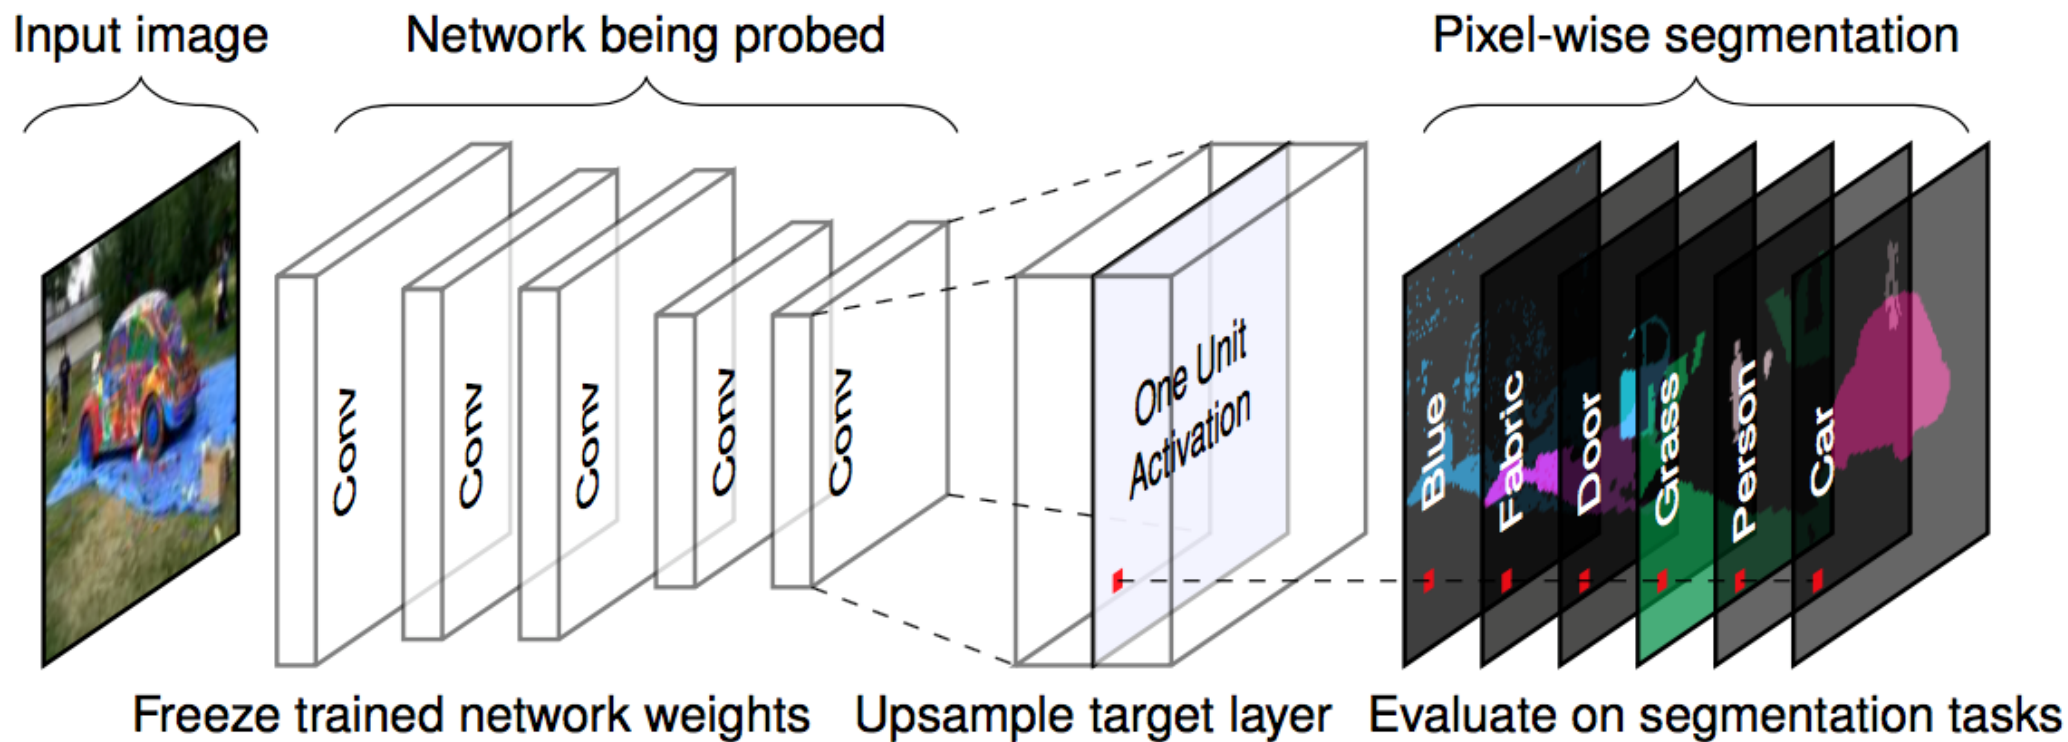 Input image
Network being probed
Pixel-wise segmentation
Conv
Conv
Conv
Conv
Conv
One Unit
Activation
Blue
Fabric
Door
Grass
Person
Car
Freeze trained network weights
Upsample target layer
Evaluate on segmentation tasks